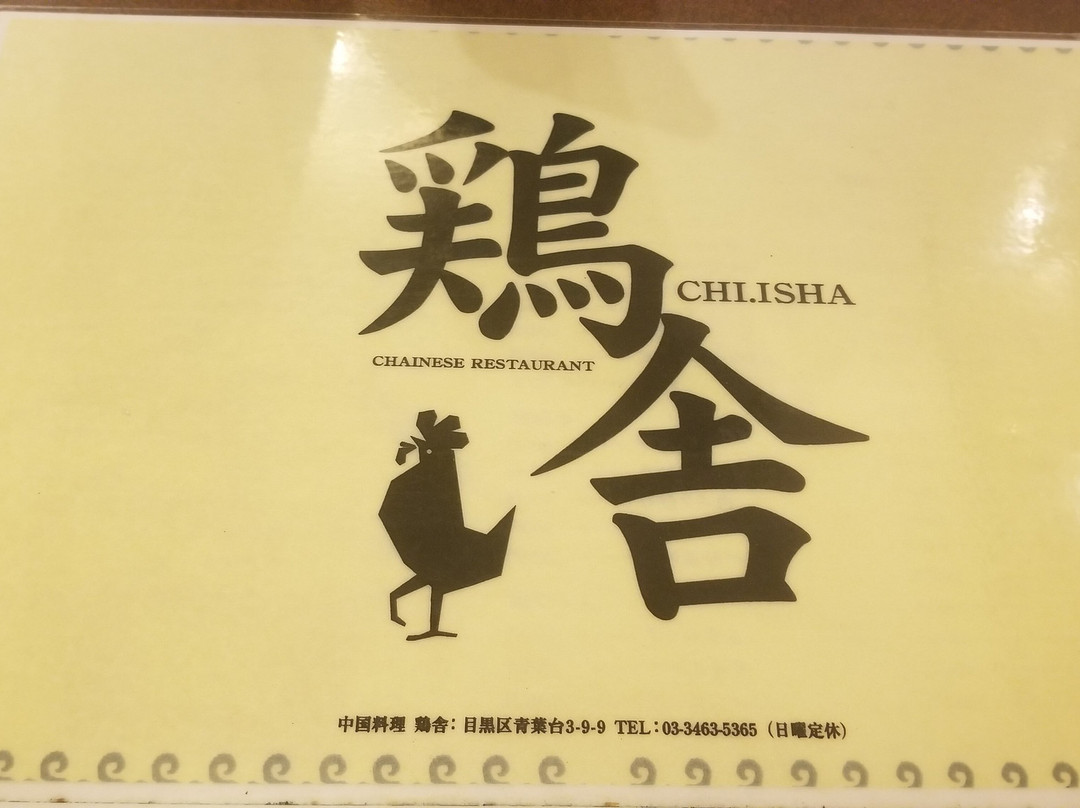 鶏舎
CHI.ISHA
CHAINESE RESTAURANT
中国料理 鶏舎：目黒区青葉台3-9-9 TEL：03-3463-5365（日曜定休）